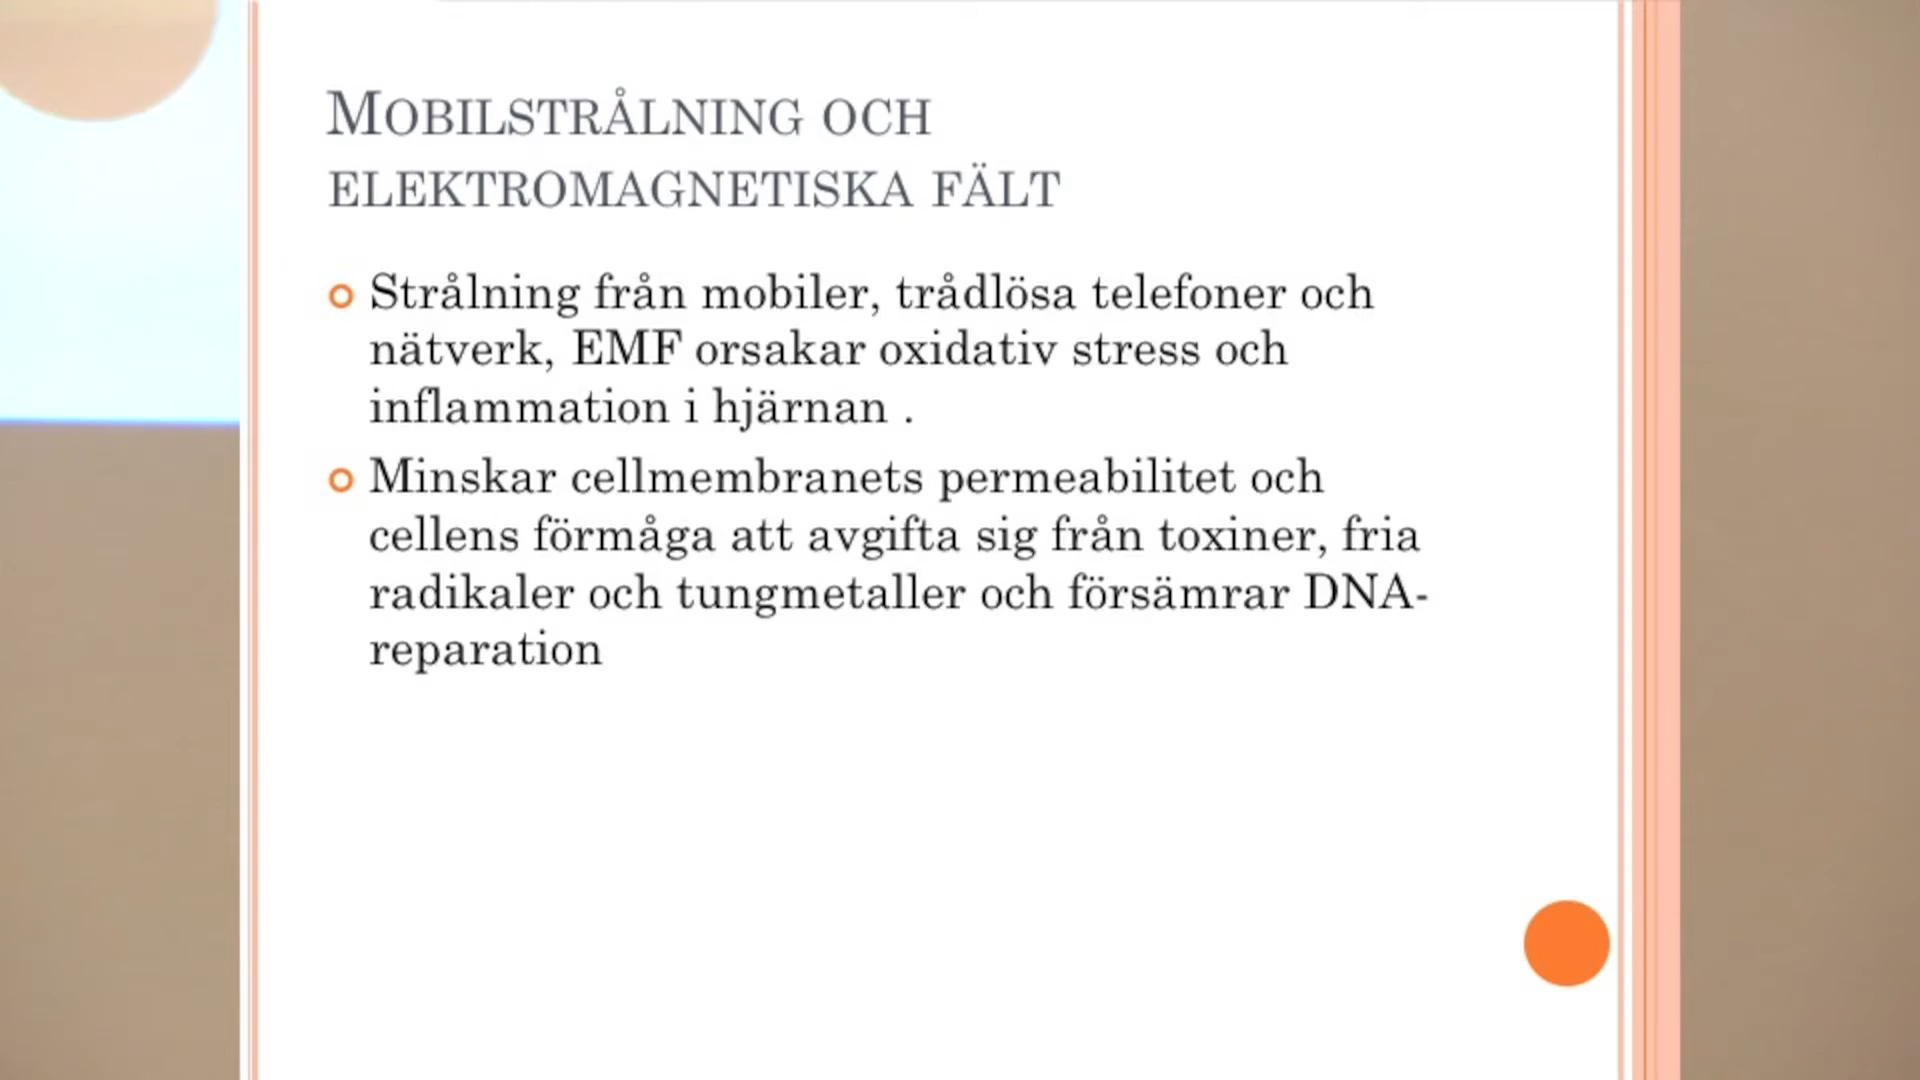 Mobilstrålning och
elektromagnetiska fält
Strålning från mobiler, trådlösa telefoner och
nätverk, EMF orsakar oxidativ stress och
inflammation i hjärnan .
Minskar cellmembranets permeabilitet och
cellens förmåga att avgifta sig från toxiner, fria
radikaler och tungmetaller och försämrar DNA-
reparation